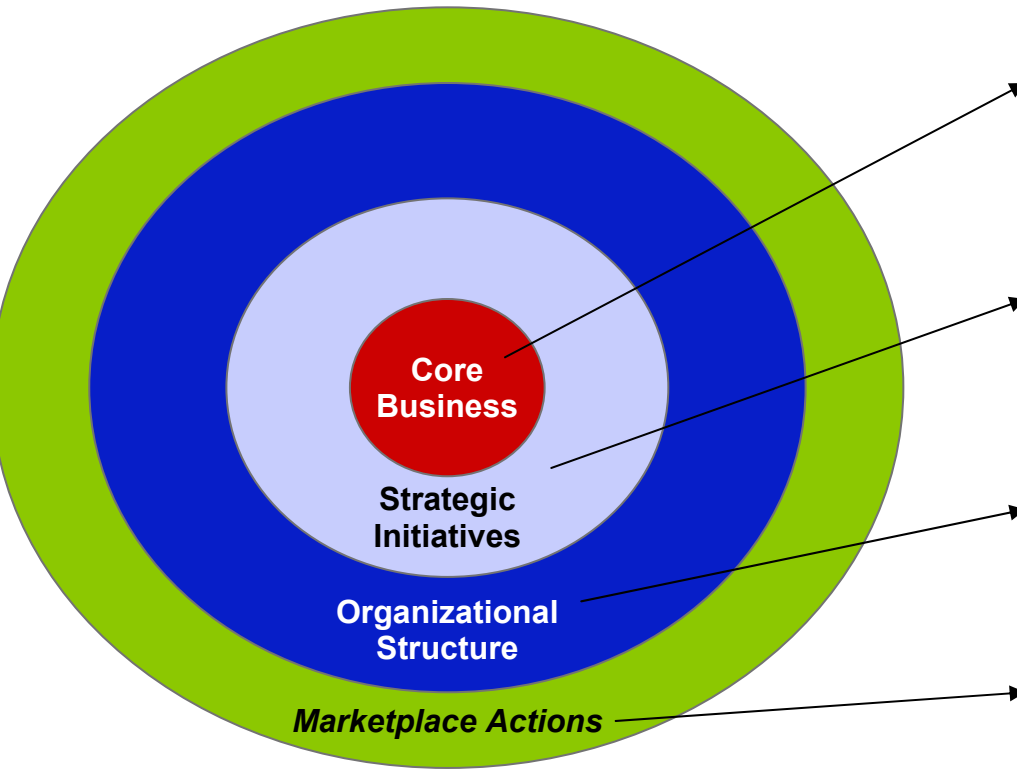 Core
Business
Strategic
Initiatives
Organizational
Structure
Marketplace Actions